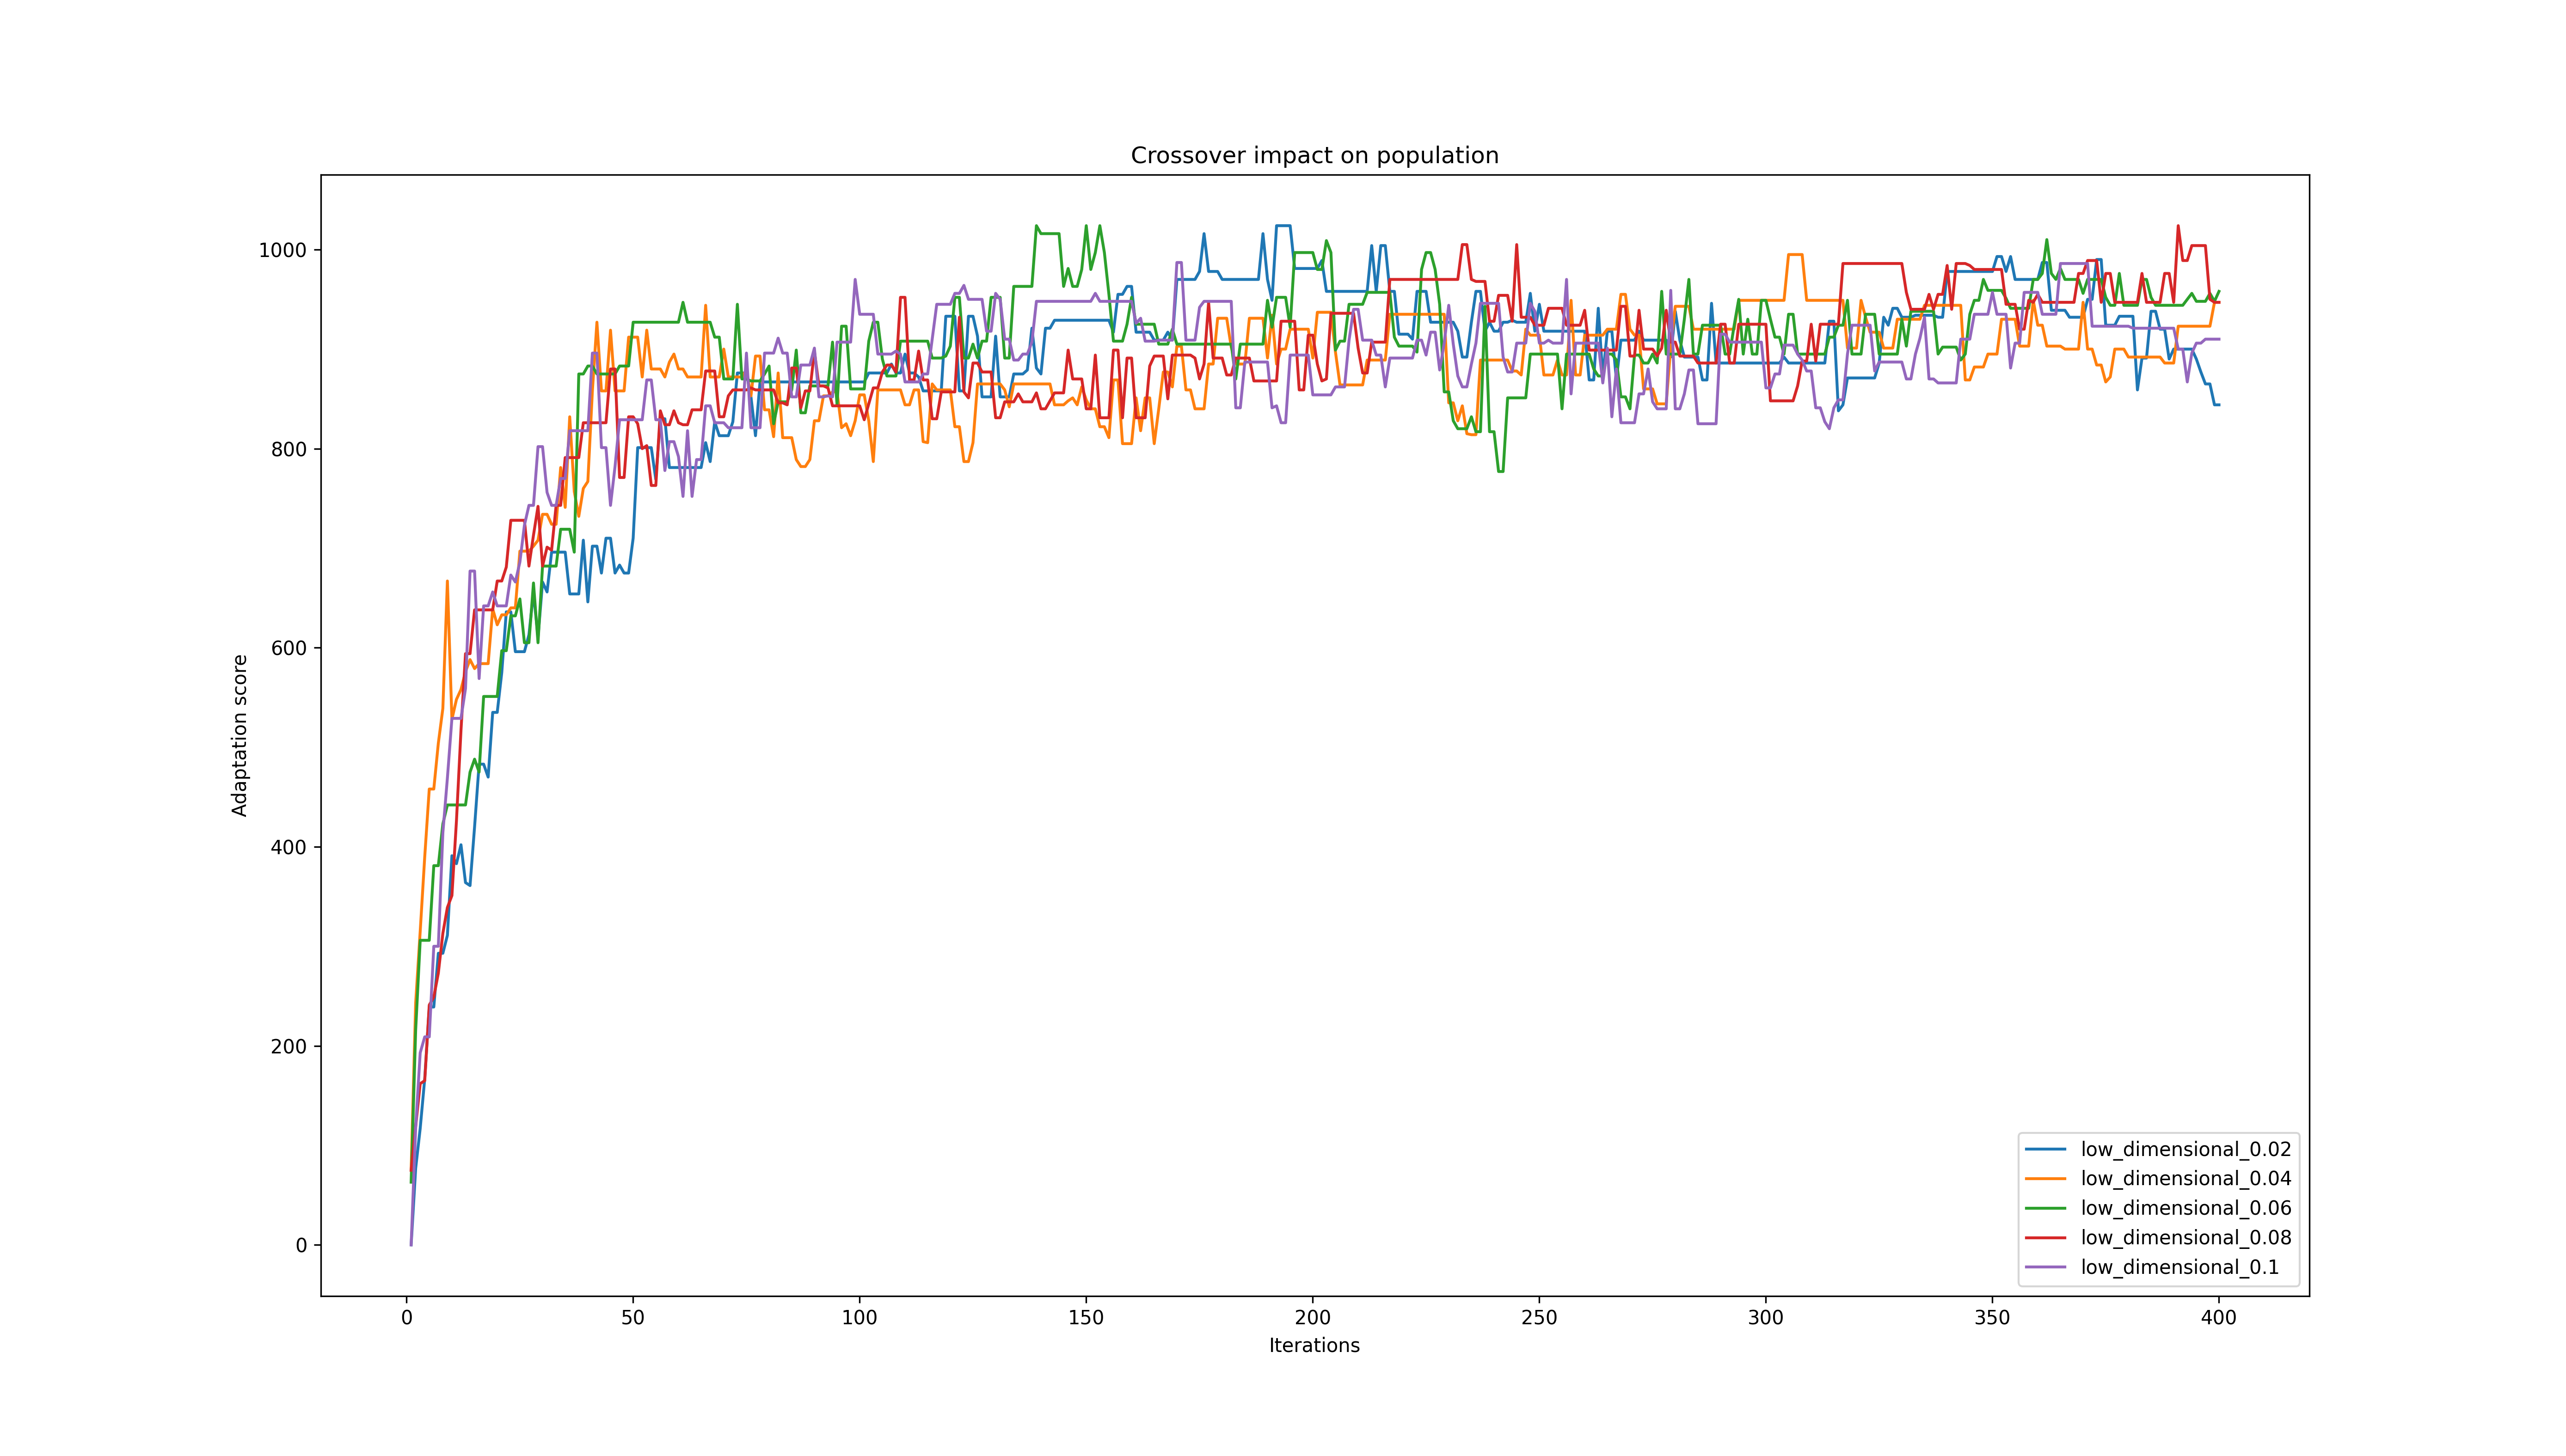 Crossover impact on population
1000
800
600
400
200
0
Adaptation score
0 50 100 150 200 250 300 350 400
Iterations
low_dimensional_0.02
low_dimensional_0.04
low_dimensional_0.06
low_dimensional_0.08
low_dimensional_0.1